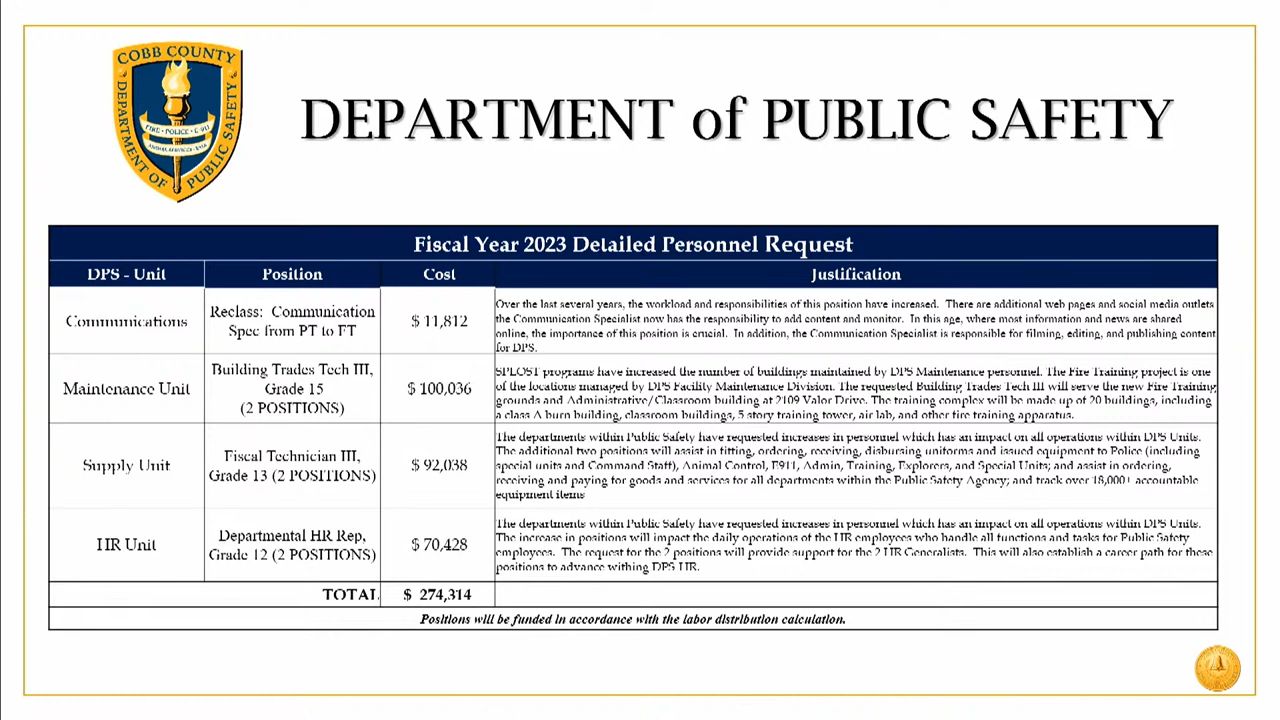 COBB COUNTY
DEPARTMENT OF PUBLIC SAFETY
FIRE • POLICE • E-911
DEPARTMENT of PUBLIC SAFETY
Fiscal Year 2023 Detailed Personnel Request
DPS - Unit Position Cost Justification
Communications
Reclass: Communication
Spec from PT to FT
$ 11,812
Over the last several years, the workload and responsibilities of this position have increased. There are additional web pages and social media outlets
the Communication Specialist now has the responsibility to add content and monitor. In this age, where most information and news are shared
online, the importance of this position is crucial. In addition, the Communication Specialist is responsible for filming, editing, and publishing content
for DPS.
Maintenance Unit
Building Trades Tech III,
Grade 15
(2 POSITIONS)
$ 100,036
SPLOST programs have increased the number of buildings maintained by DPS Maintenance personnel. The Fire Training project is one
of the locations managed by DPS Facility Maintenance Division. The requested Building Trades Tech III will serve the new Fire Training
grounds and Administrative/Classroom building at 2109 Valor Drive. The training complex will be made up of 20 buildings, including
a class A burn building, classroom buildings, 5 story training tower, air lab, and other fire training apparatus.
Supply Unit
Fiscal Technician III,
Grade 13 (2 POSITIONS)
$ 92,038
The departments within Public Safety have requested increases in personnel which has an impact on all operations within DPS Units.
The additional two positions will assist in fitting, ordering, receiving, disbursing uniforms and issued equipment to Police (including
special units and Command Staff), Animal Control, E911, Admin, Training, Explorers, and Special Units; and assist in ordering,
receiving and paying for goods and services for all departments within the Public Safety Agency; and track over 18,000+ accountable
equipment items
HR Unit
Departmental HR Rep,
Grade 12 (2 POSITIONS)
$ 70,428
The departments within Public Safety have requested increases in personnel which has an impact on all operations within DPS Units.
The increase in positions will impact the daily operations of the HR employees who handle all functions and tasks for Public Safety
employees. The request for the 2 positions will provide support for the 2 HR Generalists. This will also establish a career path for these
positions to advance withing DPS HR.
TOTAL $ 274,314
Positions will be funded in accordance with the labor distribution calculation.